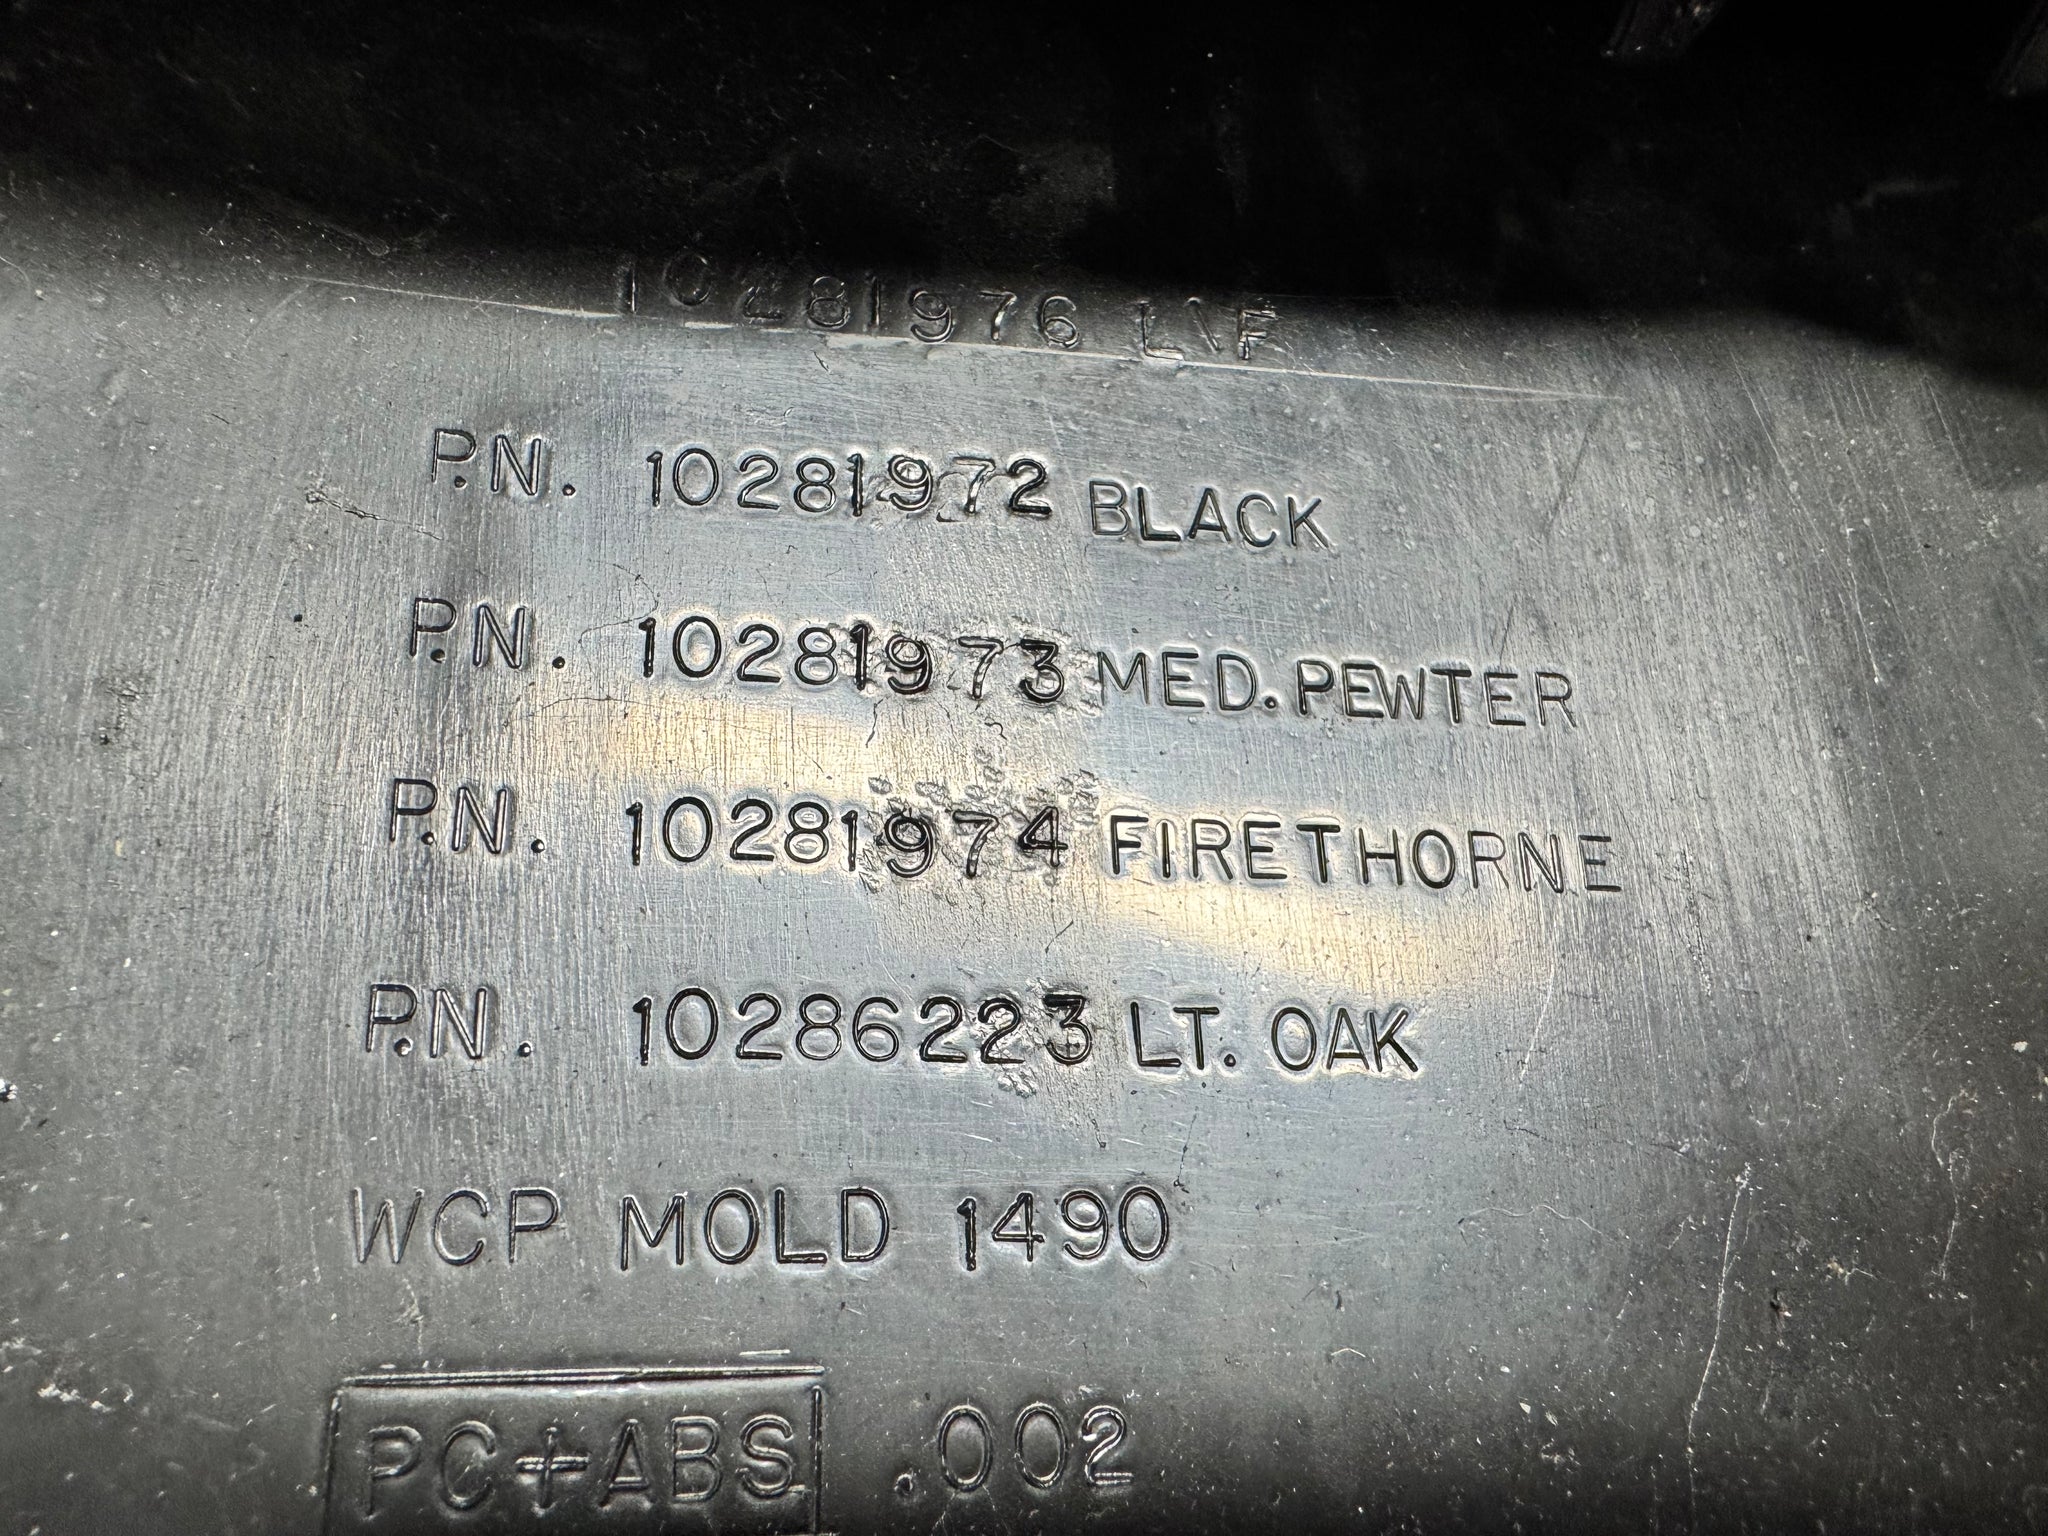 10281976 L\F
P.N. 10281972 BLACK
P.N. 10281973 MED. PEWTER
P.N. 10281974 FIRETHORNE
P.N. 10286223 LT. OAK
WCP MOLD 1490
PC+ABS .002